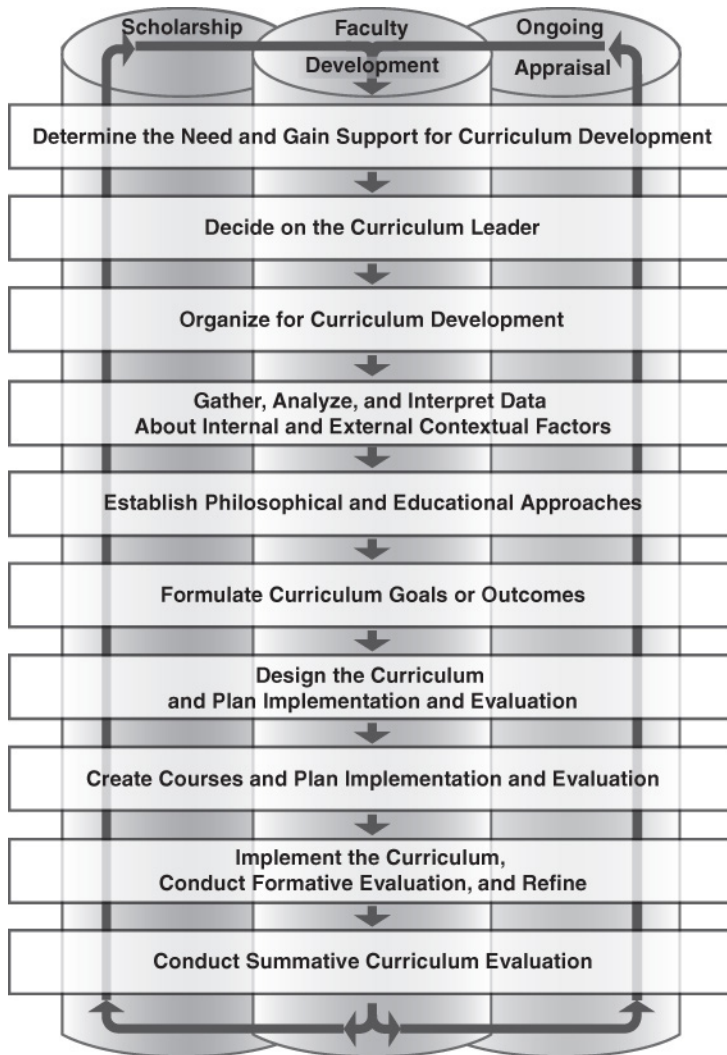 Scholarship
Faculty
Development
Ongoing
Appraisal
Determine the Need and Gain Support for Curriculum Development
Decide on the Curriculum Leader
Organize for Curriculum Development
Gather, Analyze, and Interpret Data
About Internal and External Contextual Factors
Establish Philosophical and Educational Approaches
Formulate Curriculum Goals or Outcomes
Design the Curriculum
and Plan Implementation and Evaluation
Create Courses and Plan Implementation and Evaluation
Implement the Curriculum,
Conduct Formative Evaluation, and Refine
Conduct Summative Curriculum Evaluation